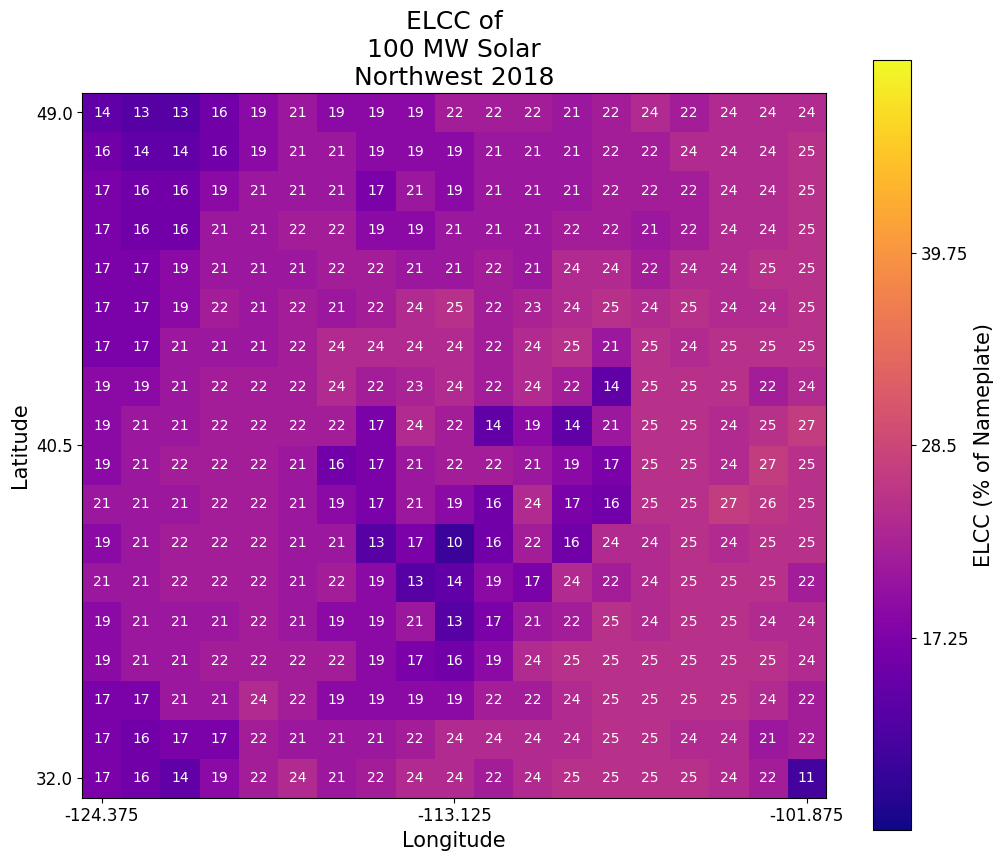 ELCC of
100 MW Solar
Northwest 2018
49.0 14 13 13 16 19 21 19 19 19 22 22 22 21 22 24 22 24 24 24
16 14 14 16 19 21 21 19 19 19 21 21 21 22 22 24 24 24 25
17 16 16 19 21 21 21 17 21 19 21 21 21 22 22 22 24 24 25
17 16 16 21 21 22 22 19 19 21 21 21 22 22 21 22 24 24 25
17 17 19 21 21 21 22 22 21 21 22 21 24 24 22 24 24 25 25
39.75
17 17 19 22 21 22 21 22 24 25 22 23 24 25 24 25 24 24 25
17 17 21 21 21 22 24 24 24 24 22 24 25 21 25 24 25 25 25
19 19 21 22 22 22 24 22 23 24 22 24 22 14 25 25 25 22 24
19 21 21 22 22 22 22 17 24 22 14 19 14 21 25 25 24 25 27
Latitude
40.5
28.5
ELCC (% of Nameplate)
19 21 22 22 22 21 16 17 21 22 22 21 19 17 25 25 24 27 25
21 21 21 22 22 21 19 17 21 19 16 24 17 16 25 25 27 26 25
19 21 22 22 22 21 21 13 17 10 16 22 16 24 24 25 24 25 25
21 21 22 22 22 21 22 19 13 14 19 17 24 22 24 25 25 25 22
19 21 21 21 22 21 19 19 21 13 17 21 22 25 24 25 25 24 24
17.25
19 21 21 22 22 22 22 19 17 16 19 24 25 25 25 25 25 25 24
17 17 21 21 24 22 19 19 19 19 22 22 24 25 25 25 25 24 22
17 16 17 17 22 21 21 21 22 24 24 24 24 25 25 24 24 21 22
32.0 17 16 14 19 22 24 21 22 24 24 22 24 25 25 25 25 24 22 11
-124.375 -113.125 -101.875
Longitude